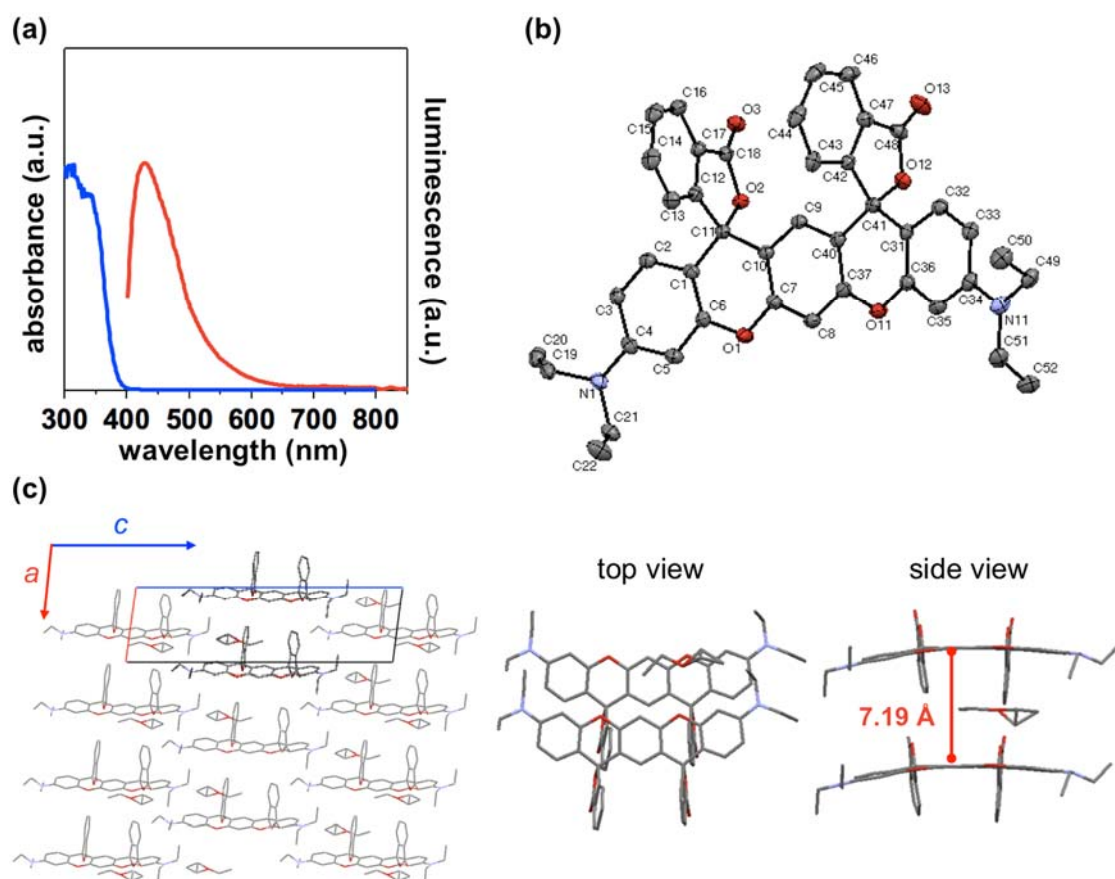 (a)
absorbance (a.u.)
luminescence (a.u.)
300 400 500 600 700 800
wavelength (nm)
(b)
C46
C45
C47
O13
C16
C44
C48
C15
O3
C17
C43
O12
C14
C18
C42
C12
C32
O2
C13
C9
C33
C41
C11
C31
C50
C2
C40
C49
C10
C1
C36
C37
C3
C7
C34
C6
N11
C35
O11
C4
C8
C51
O1
C20
C5
C52
C19
N1
C21
C22
(c)
c
a
top view
side view
7.19 Å